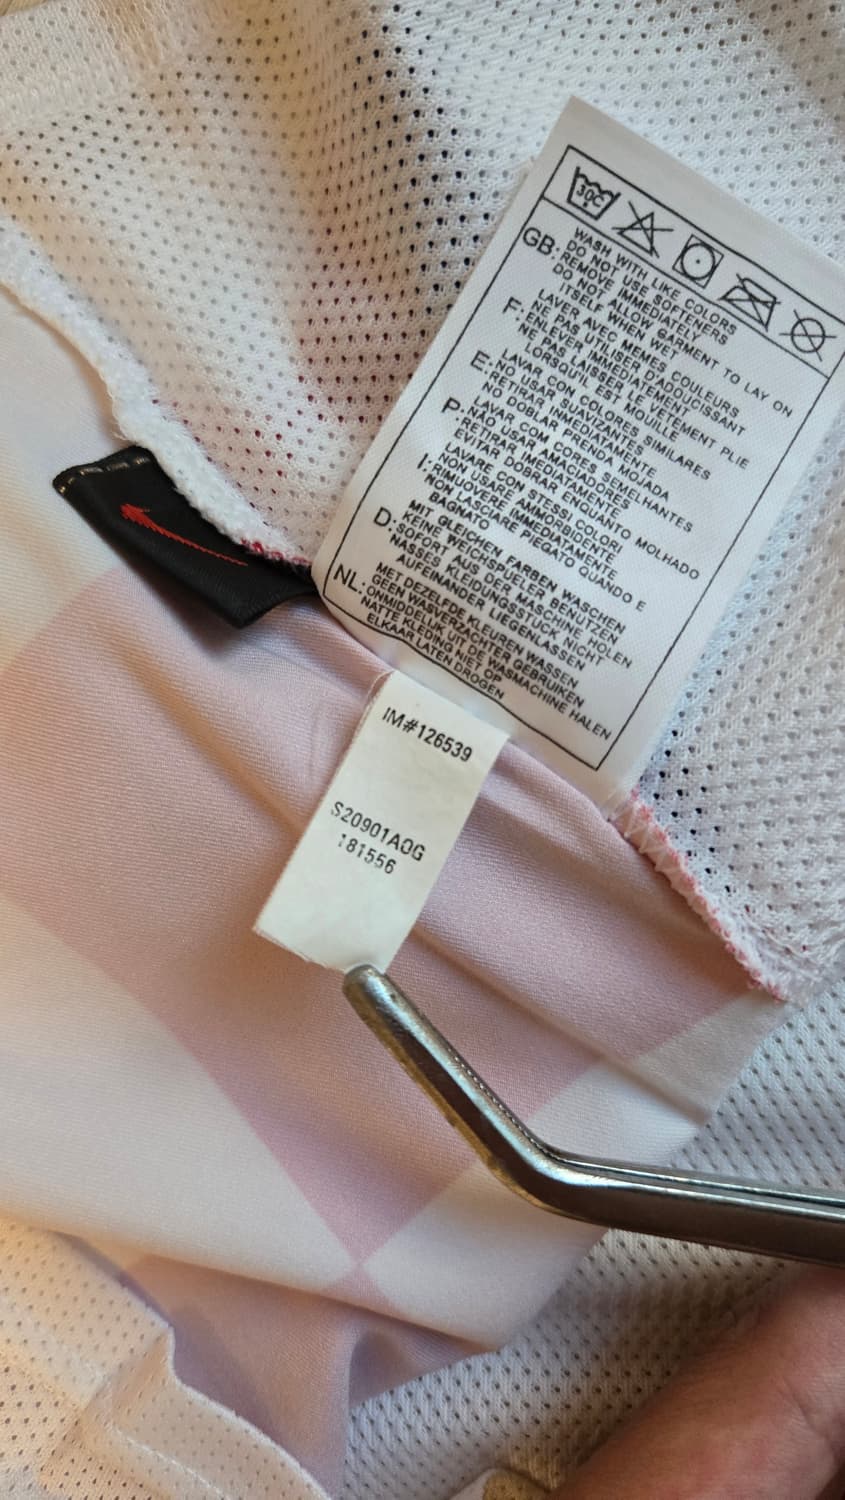 30C
GB: WASH WITH LIKE COLORS
DO NOT USE SOFTENERS
REMOVE IMMEDIATELY
DO NOT ALLOW GARMENT TO LAY ON
ITSELF WHEN WET
F: LAVER AVEC MEMES COULEURS
NE PAS UTILISER D'ADOUCISSANT
ENLEVER IMMEDIATEMENT
NE PAS LAISSER LE VETEMENT PLIE
LORSQU'IL EST MOUILLE
E: LAVAR CON COLORES SIMILARES
NO USAR SUAVIZANTES
RETIRAR INMEDIATAMENTE
NO DOBLAR PRENDA MOJADA
P: LAVAR COM CORES SEMELHANTES
NÃO USAR AMACIADORES
RETIRAR IMEDIATAMENTE
EVITAR DOBRAR ENQUANTO MOLHADO
I: LAVARE CON STESSI COLORI
NON USARE AMMORBIDENTE
RIMUOVERE IMMEDIATAMENTE
NON LASCIARE PIEGATO QUANDO E
BAGNATO
D: MIT GLEICHEN FARBEN WASCHEN
KEINE WEICHSPUELER BENUTZEN
SOFORT AUS DER MASCHINE HOLEN
NASSES KLEIDUNGSSTUCK NICHT
AUFEINANDER LIEGENLASSEN
NL: MET DEZELFDE KLEUREN WASSEN
GEEN WASVERZACHTER GEBRUIKEN
ONMIDDELIJK UIT DE WASMACHINE HALEN
NATTE KLEDING NIET OP
ELKAAR LATEN DROGEN
IM#126539
S20901AOG
181556